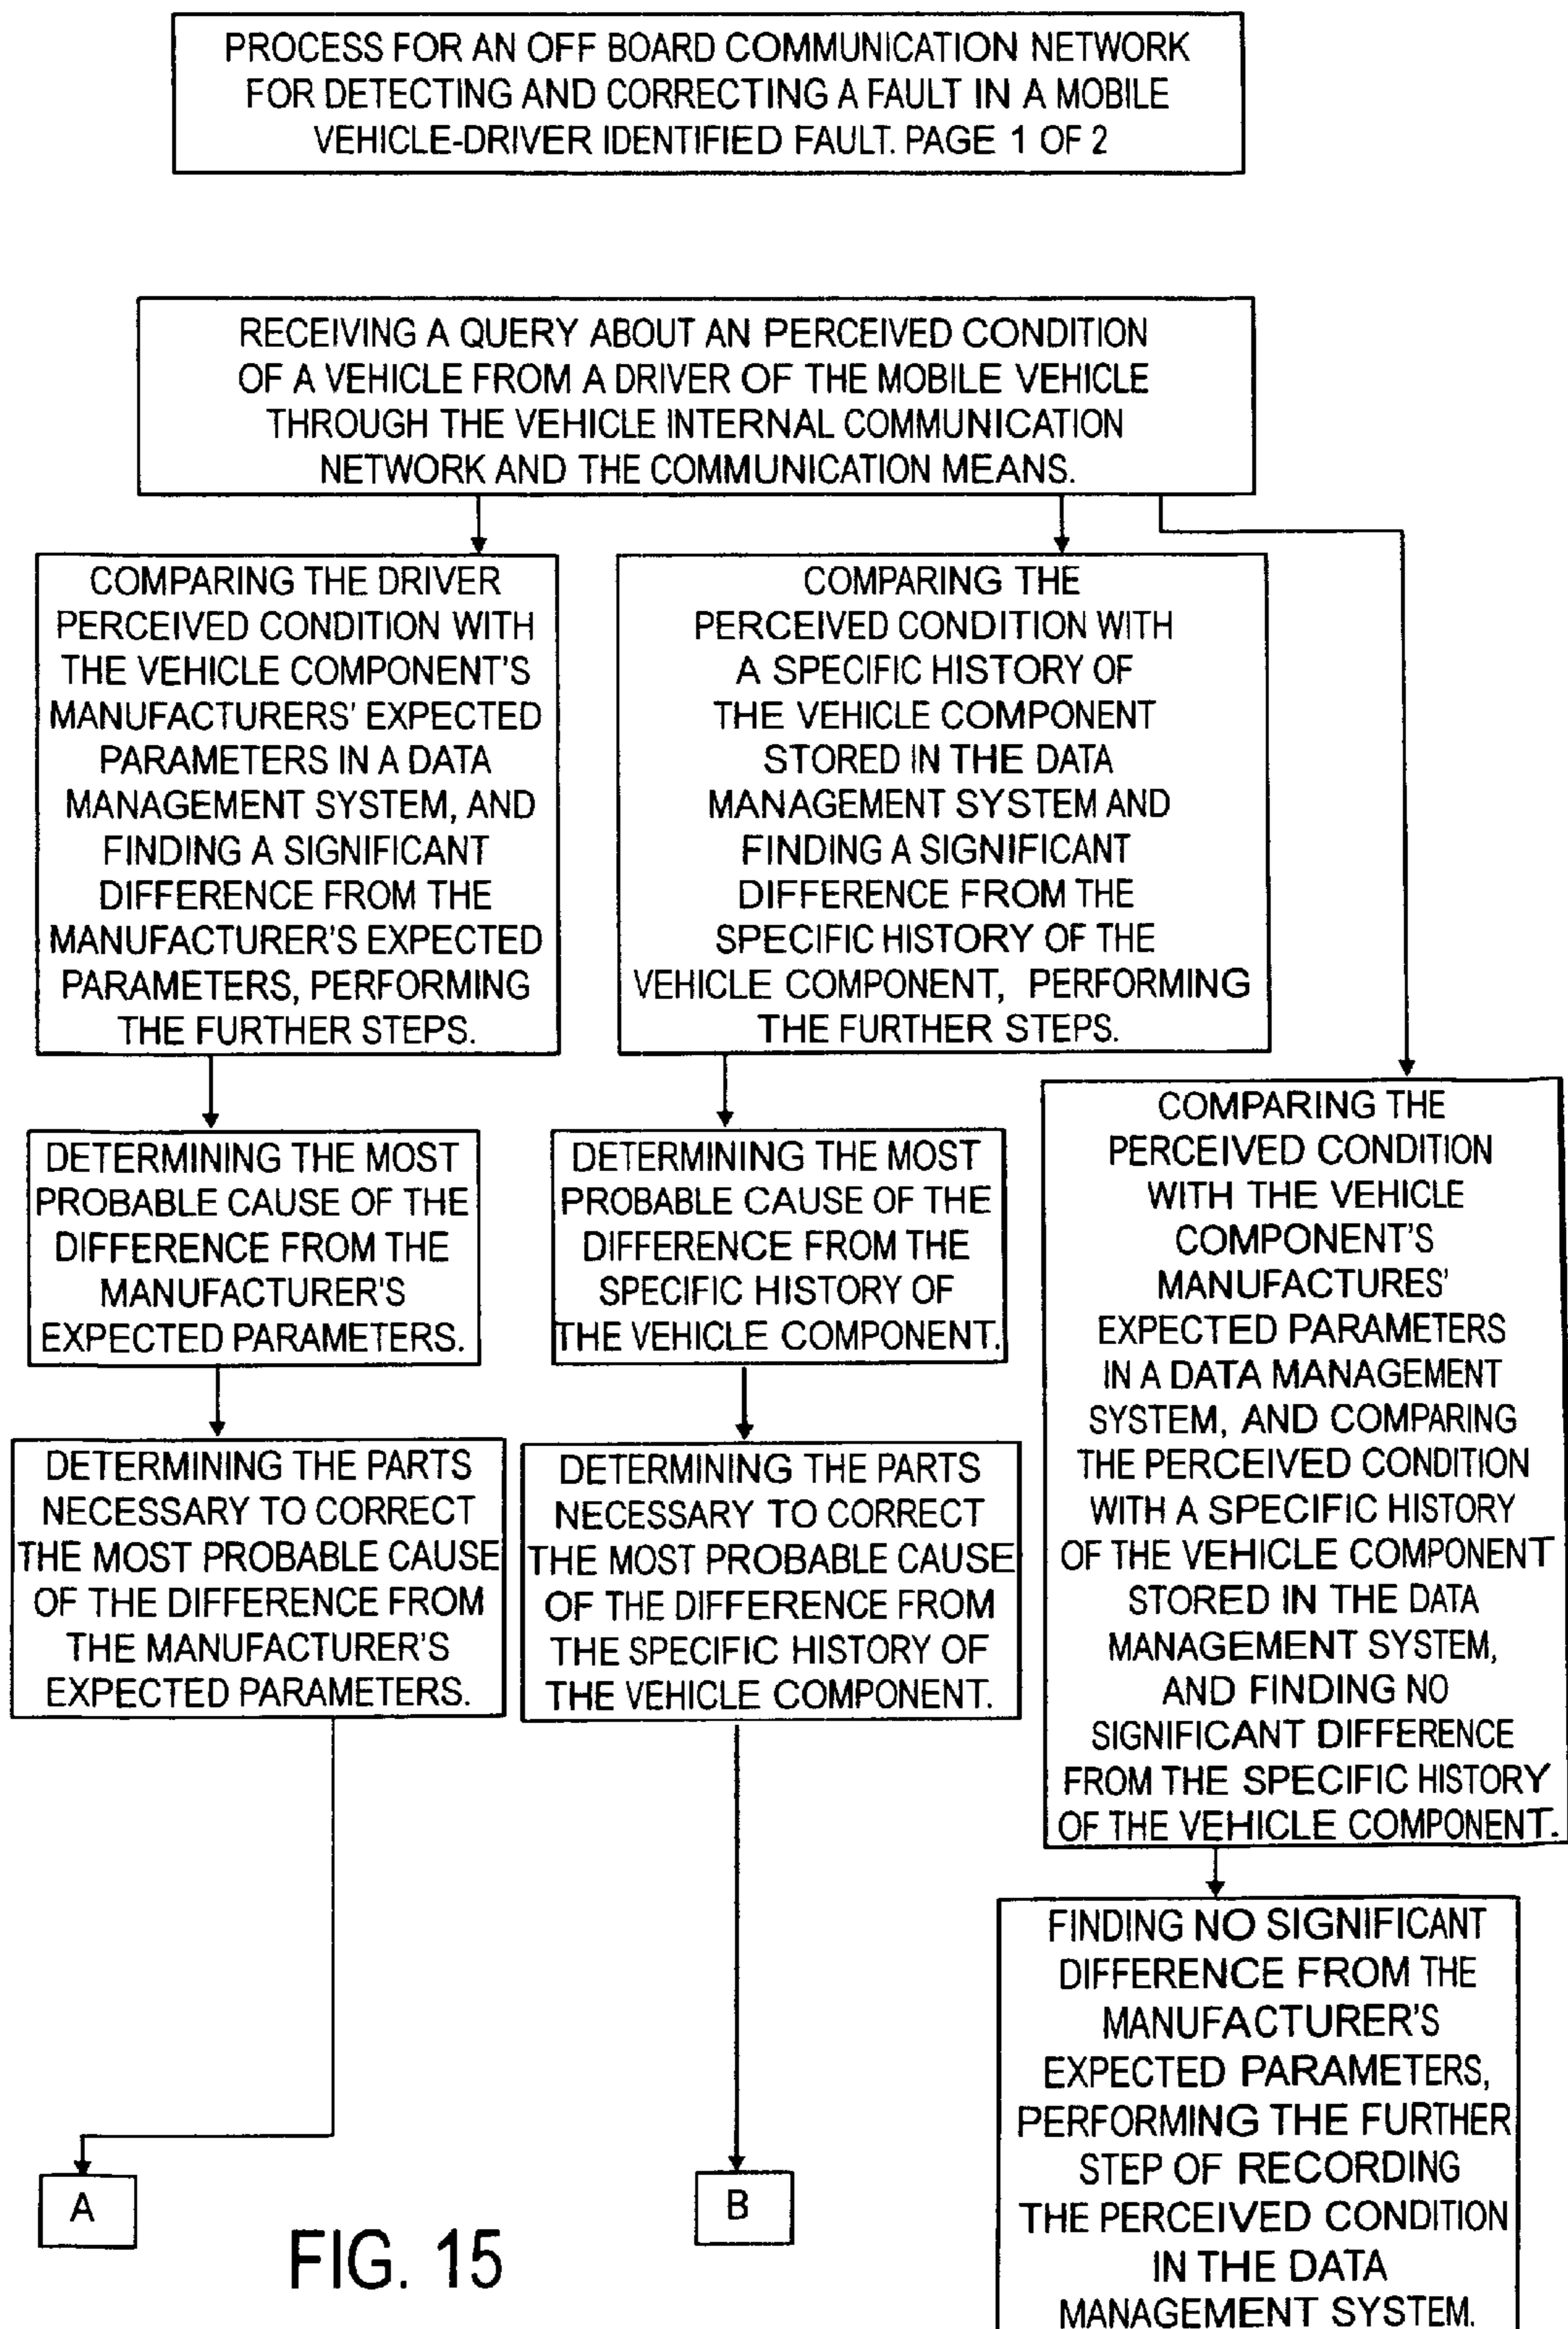 PROCESS FOR AN OFF BOARD COMMUNICATION NETWORK
FOR DETECTING AND CORRECTING A FAULT IN A MOBILE
VEHICLE-DRIVER IDENTIFIED FAULT. PAGE 1 OF 2
RECEIVING A QUERY ABOUT AN PERCEIVED CONDITION
OF A VEHICLE FROM A DRIVER OF THE MOBILE VEHICLE
THROUGH THE VEHICLE INTERNAL COMMUNICATION
NETWORK AND THE COMMUNICATION MEANS.
COMPARING THE DRIVER
PERCEIVED CONDITION WITH
THE VEHICLE COMPONENT'S
MANUFACTURERS' EXPECTED
PARAMETERS IN A DATA
MANAGEMENT SYSTEM, AND
FINDING A SIGNIFICANT
DIFFERENCE FROM THE
MANUFACTURER'S EXPECTED
PARAMETERS, PERFORMING
THE FURTHER STEPS.
COMPARING THE
PERCEIVED CONDITION WITH
A SPECIFIC HISTORY OF
THE VEHICLE COMPONENT
STORED IN THE DATA
MANAGEMENT SYSTEM AND
FINDING A SIGNIFICANT
DIFFERENCE FROM THE
SPECIFIC HISTORY OF THE
VEHICLE COMPONENT, PERFORMING
THE FURTHER STEPS.
DETERMINING THE MOST
PROBABLE CAUSE OF THE
DIFFERENCE FROM THE
MANUFACTURER'S
EXPECTED PARAMETERS.
DETERMINING THE MOST
PROBABLE CAUSE OF THE
DIFFERENCE FROM THE
SPECIFIC HISTORY OF
THE VEHICLE COMPONENT.
COMPARING THE
PERCEIVED CONDITION
WITH THE VEHICLE
COMPONENT'S
MANUFACTURES'
EXPECTED PARAMETERS
IN A DATA MANAGEMENT
SYSTEM, AND COMPARING
THE PERCEIVED CONDITION
WITH A SPECIFIC HISTORY
OF THE VEHICLE COMPONENT
STORED IN THE DATA
MANAGEMENT SYSTEM,
AND FINDING NO
SIGNIFICANT DIFFERENCE
FROM THE SPECIFIC HISTORY
OF THE VEHICLE COMPONENT.
DETERMINING THE PARTS
NECESSARY TO CORRECT
THE MOST PROBABLE CAUSE
OF THE DIFFERENCE FROM
THE MANUFACTURER'S
EXPECTED PARAMETERS.
DETERMINING THE PARTS
NECESSARY TO CORRECT
THE MOST PROBABLE CAUSE
OF THE DIFFERENCE FROM
THE SPECIFIC HISTORY OF
THE VEHICLE COMPONENT.
FINDING NO SIGNIFICANT
DIFFERENCE FROM THE
MANUFACTURER'S
EXPECTED PARAMETERS,
PERFORMING THE FURTHER
STEP OF RECORDING
THE PERCEIVED CONDITION
IN THE DATA
MANAGEMENT SYSTEM.
A
B
FIG. 15